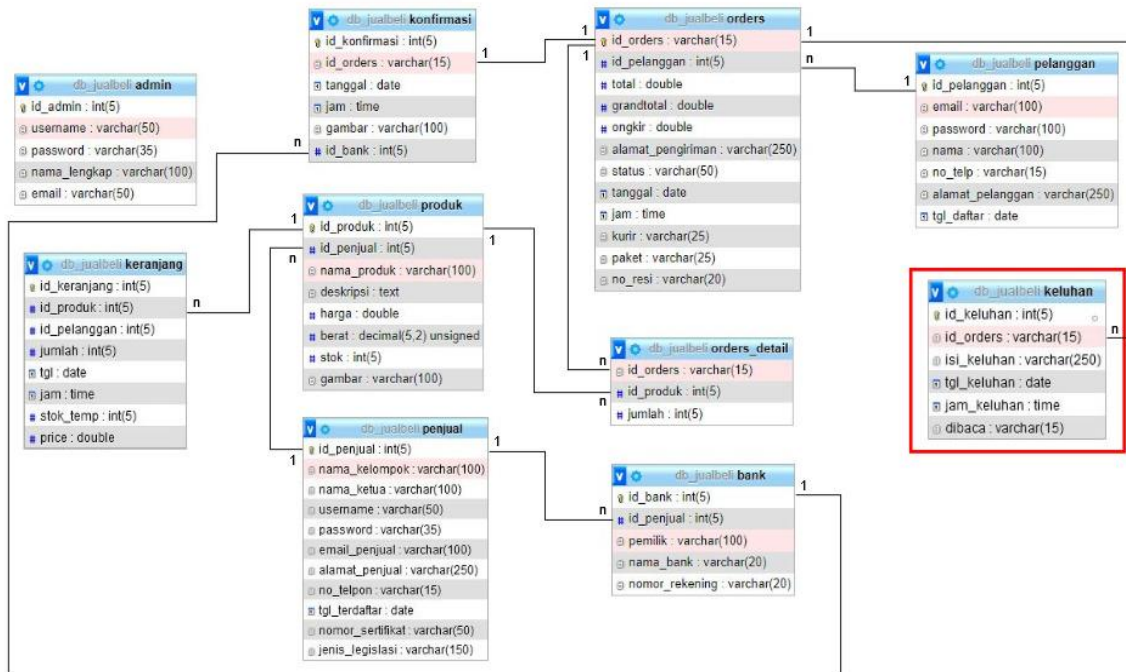 db_jualbeli konfirmasi
id_konfirmasi : int(5)
id_orders : varchar(15)
tanggal : date
jam : time
gambar : varchar(100)
id_bank : int(5)
1
n
db_jualbeli orders
id_orders : varchar(15)
id_pelanggan : int(5)
total : double
grandtotal : double
ongkir : double
alamat_pengiriman : varchar(250)
status : varchar(50)
tanggal : date
jam : time
kurir : varchar(25)
paket : varchar(25)
no_resi : varchar(20)
1
1
1
n
db_jualbeli pelanggan
id_pelanggan : int(5)
email : varchar(100)
password : varchar(100)
nama : varchar(100)
no_telp : varchar(15)
alamat_pelanggan : varchar(250)
tgl_daftar : date
1
db_jualbeli admin
id_admin : int(5)
username : varchar(50)
password : varchar(35)
nama_lengkap : varchar(100)
email : varchar(50)
db_jualbeli produk
id_produk : int(5)
id_penjual : int(5)
nama_produk : varchar(100)
deskripsi : text
harga : double
berat : decimal(5,2) unsigned
stok : int(5)
gambar : varchar(100)
1
n
1
db_jualbeli keranjang
id_keranjang : int(5)
id_produk : int(5)
id_pelanggan : int(5)
jumlah : int(5)
tgl : date
jam : time
stok_temp : int(5)
price : double
n
db_jualbeli keluhan
id_keluhan : int(5)
id_orders : varchar(15)
isi_keluhan : varchar(250)
tgl_keluhan : date
jam_keluhan : time
dibaca : varchar(15)
n
db_jualbeli orders_detail
id_orders : varchar(15)
id_produk : int(5)
jumlah : int(5)
n
n
db_jualbeli penjual
id_penjual : int(5)
nama_kelompok : varchar(100)
nama_ketua : varchar(100)
username : varchar(50)
password : varchar(35)
email_penjual : varchar(100)
alamat_penjual : varchar(250)
no_telpon : varchar(15)
tgl_terdaftar : date
nomor_sertifikat : varchar(50)
jenis_legislasi : varchar(150)
1
1
db_jualbeli bank
id_bank : int(5)
id_penjual : int(5)
pemilik : varchar(100)
nama_bank : varchar(20)
nomor_rekening : varchar(20)
n
1